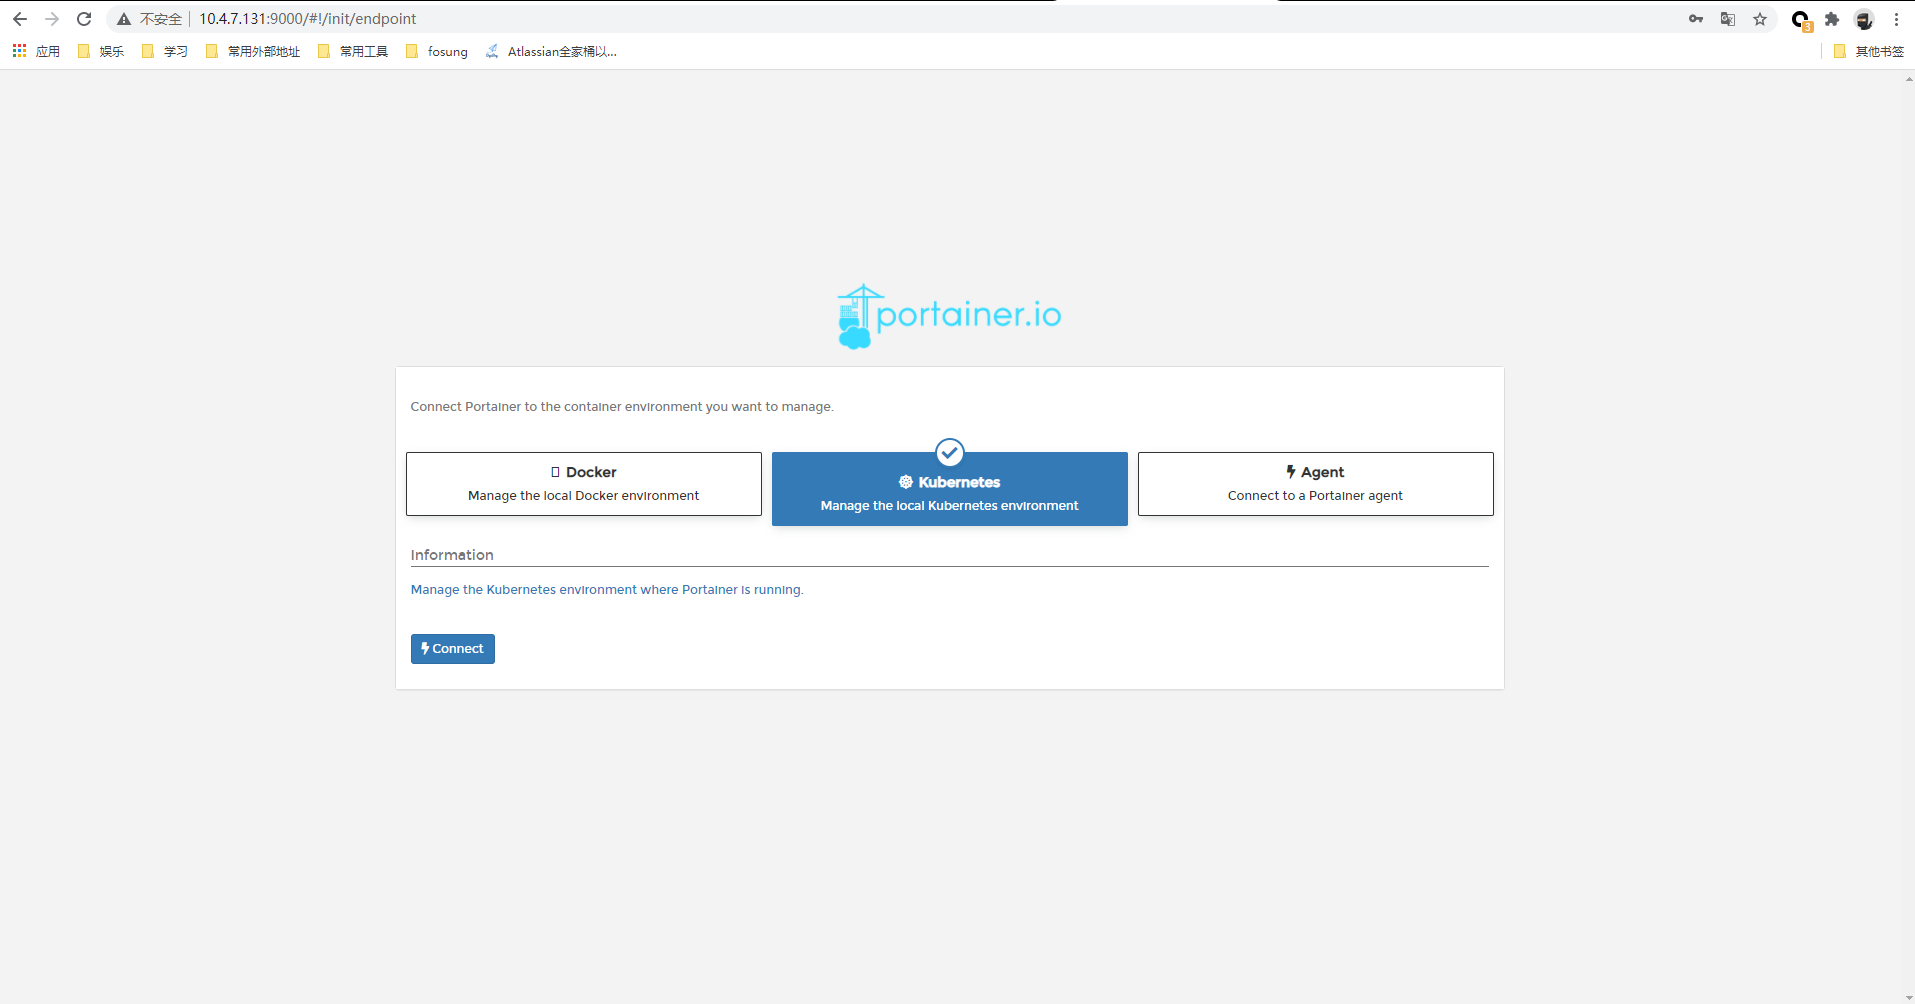 不安全 10.4.7.131:9000/#!/init/endpoint
3
应用 娱乐 学习 常用外部地址 常用工具 fosung Atlassian全家桶以... 其他书签
portainer.io
Connect Portainer to the container environment you want to manage.
Docker
Manage the local Docker environment
Kubernetes
Manage the local Kubernetes environment
Agent
Connect to a Portainer agent
Information
Manage the Kubernetes environment where Portainer is running.
Connect